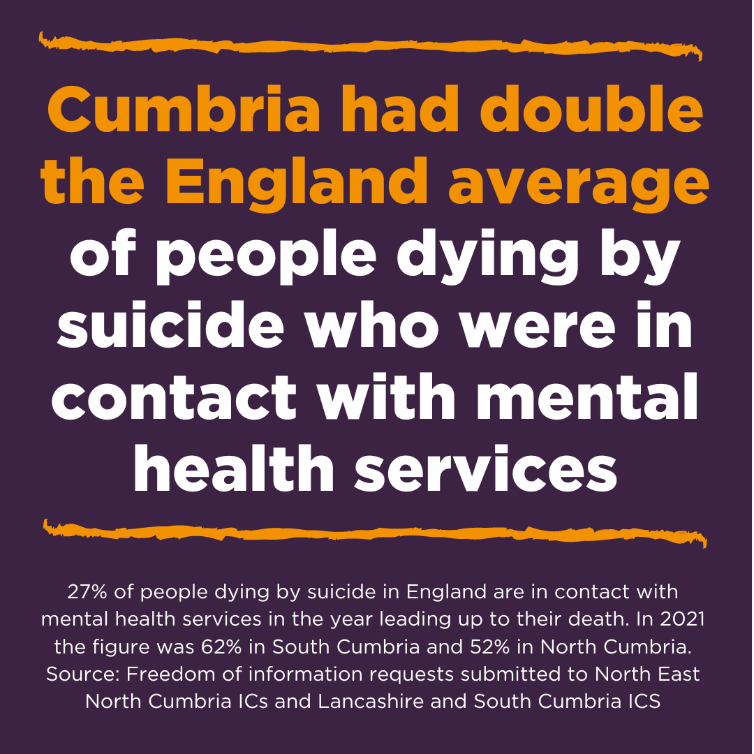 Cumbria had double
the England average
of people dying by
suicide who were in
contact with mental
health services
27% of people dying by suicide in England are in contact with
mental health services in the year leading up to their death. In 2021
the figure was 62% in South Cumbria and 52% in North Cumbria.
Source: Freedom of information requests submitted to North East
North Cumbria ICs and Lancashire and South Cumbria ICS